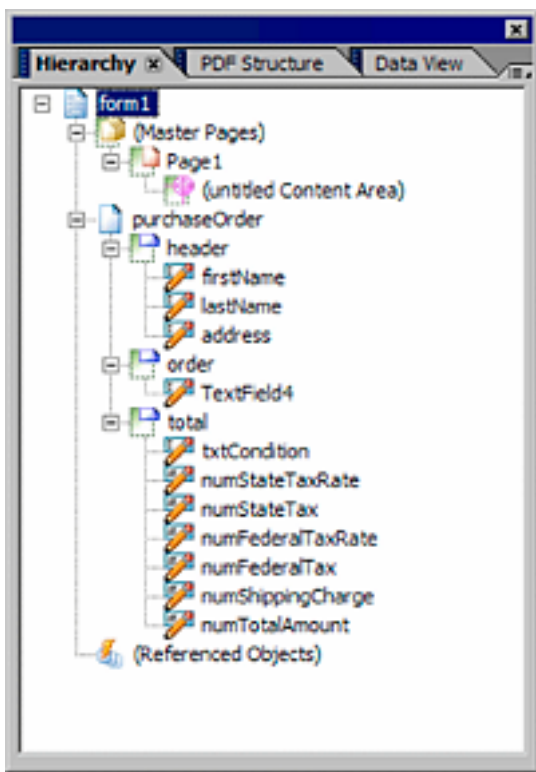 Hierarchy PDF Structure Data View
form1
(Master Pages)
Page1
(untitled Content Area)
purchaseOrder
header
firstName
lastName
address
order
TextField4
total
txtCondition
numStateTaxRate
numStateTax
numFederalTaxRate
numFederalTax
numShippingCharge
numTotalAmount
(Referenced Objects)